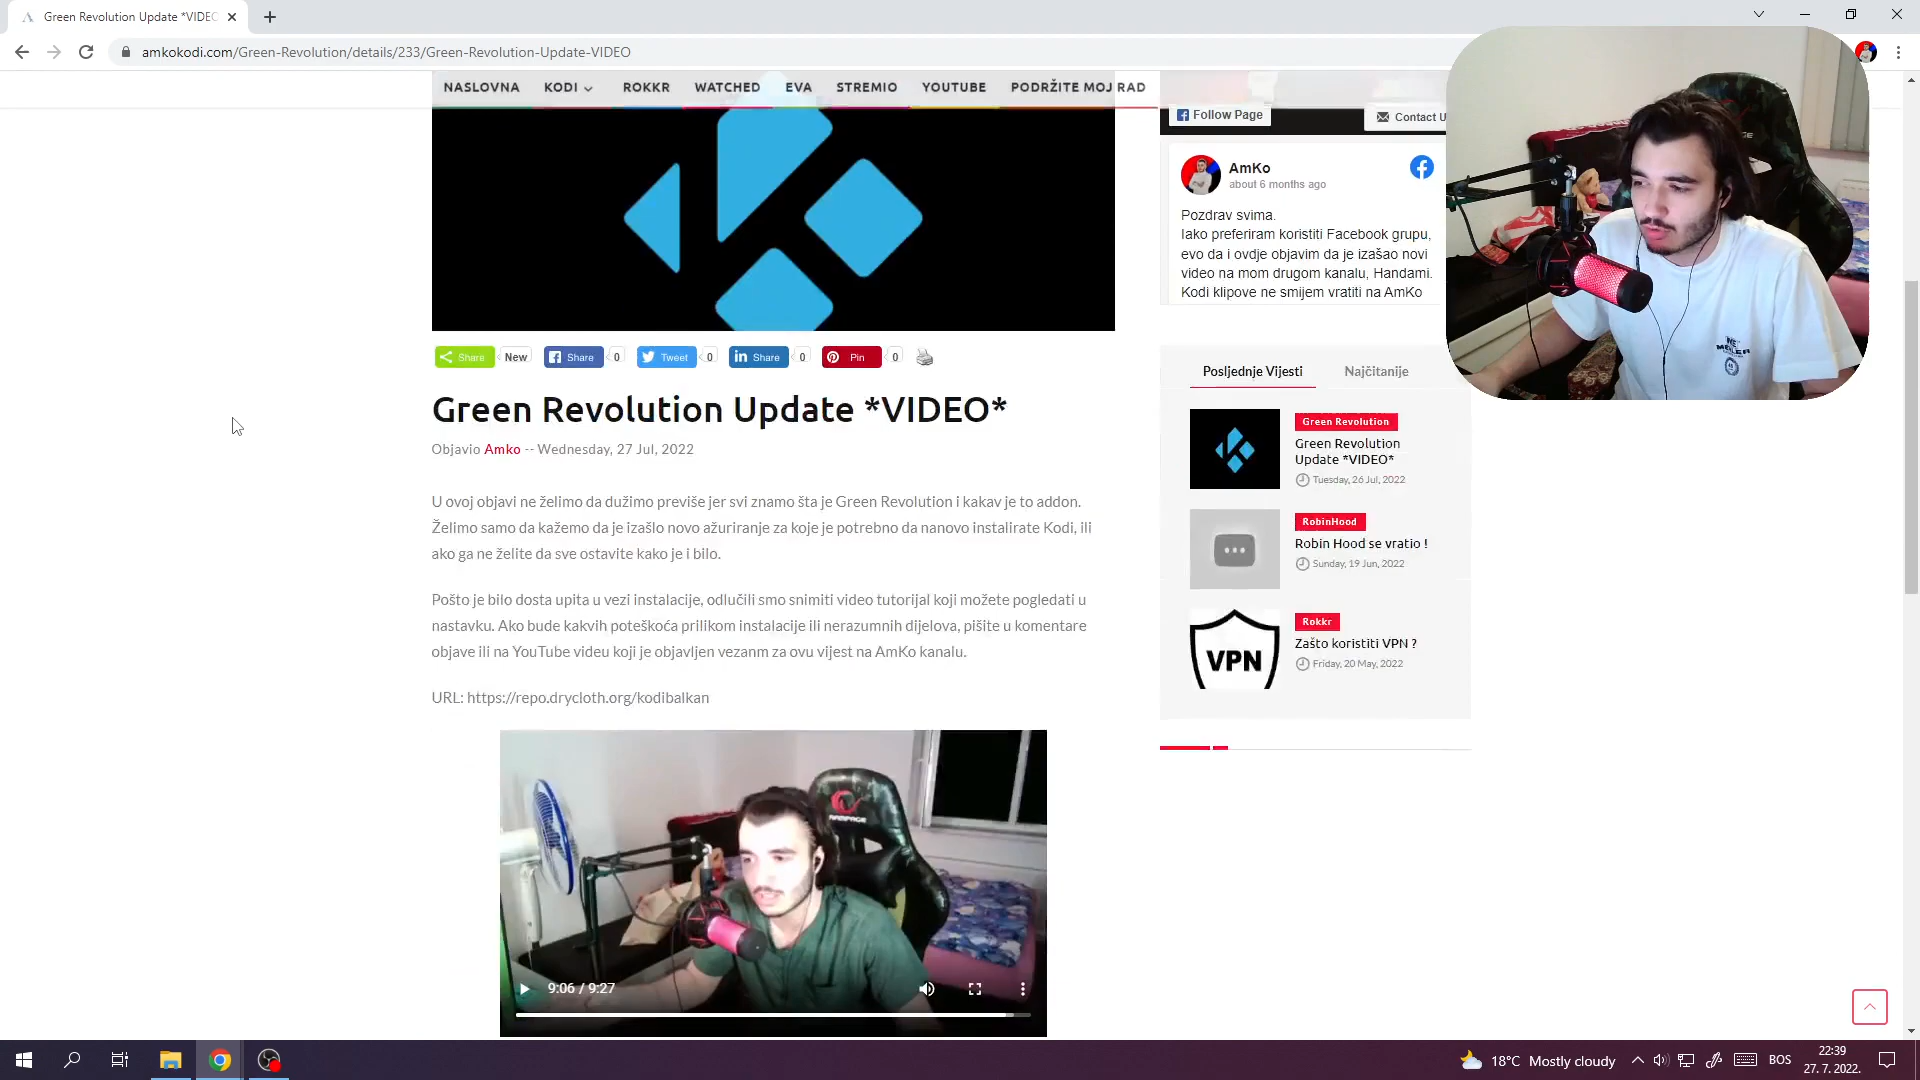 Green Revolution Update *VIDEO
amkokodi.com/Green-Revolution/details/233/Green-Revolution-Update-VIDEO
NASLOVNA KODI ROKKR WATCHED EVA STREMIO YOUTUBE PODRŽITE MOJ RAD
Follow Page
Contact U
AmKo
about 6 months ago
Pozdrav svima.
Iako preferiram koristiti Facebook grupu,
evo da i ovdje objavim da je izašao novi
video na mom drugom kanalu, Handami.
Kodi klipove ne smijem vratiti na AmKo
Share New Share 0 Tweet 0 Share 0 Pin 0
Green Revolution Update *VIDEO*
Objavio Amko -- Wednesday, 27 Jul, 2022
U ovoj objavi ne želimo da dužimo previše jer svi znamo šta je Green Revolution i kakav je to addon.
Želimo samo da kažemo da je izašlo novo ažuriranje za koje je potrebno da nanovo instalirate Kodi, ili
ako ga ne želite da sve ostavite kako je i bilo.
Pošto je bilo dosta upita u vezi instalacije, odlučili smo snimiti video tutorijal koji možete pogledati u
nastavku. Ako bude kakvih poteškoća prilikom instalacije ili nerazumnih dijelova, pišite u komentare
objave ili na YouTube videu koji je objavljen vezanm za ovu vijest na AmKo kanalu.
URL: https://repo.drycloth.org/kodibalkan
RAMPAGE
9:06 / 9:27
Posljednje Vijesti Najčitanije
Green Revolution
Green Revolution
Update *VIDEO*
Tuesday, 26 Jul, 2022
RobinHood
Robin Hood se vratio !
Sunday, 19 Jun, 2022
VPN
Rokkr
Zašto koristiti VPN ?
Friday, 20 May, 2022
18°C Mostly cloudy
BOS
22:39
27. 7. 2022.